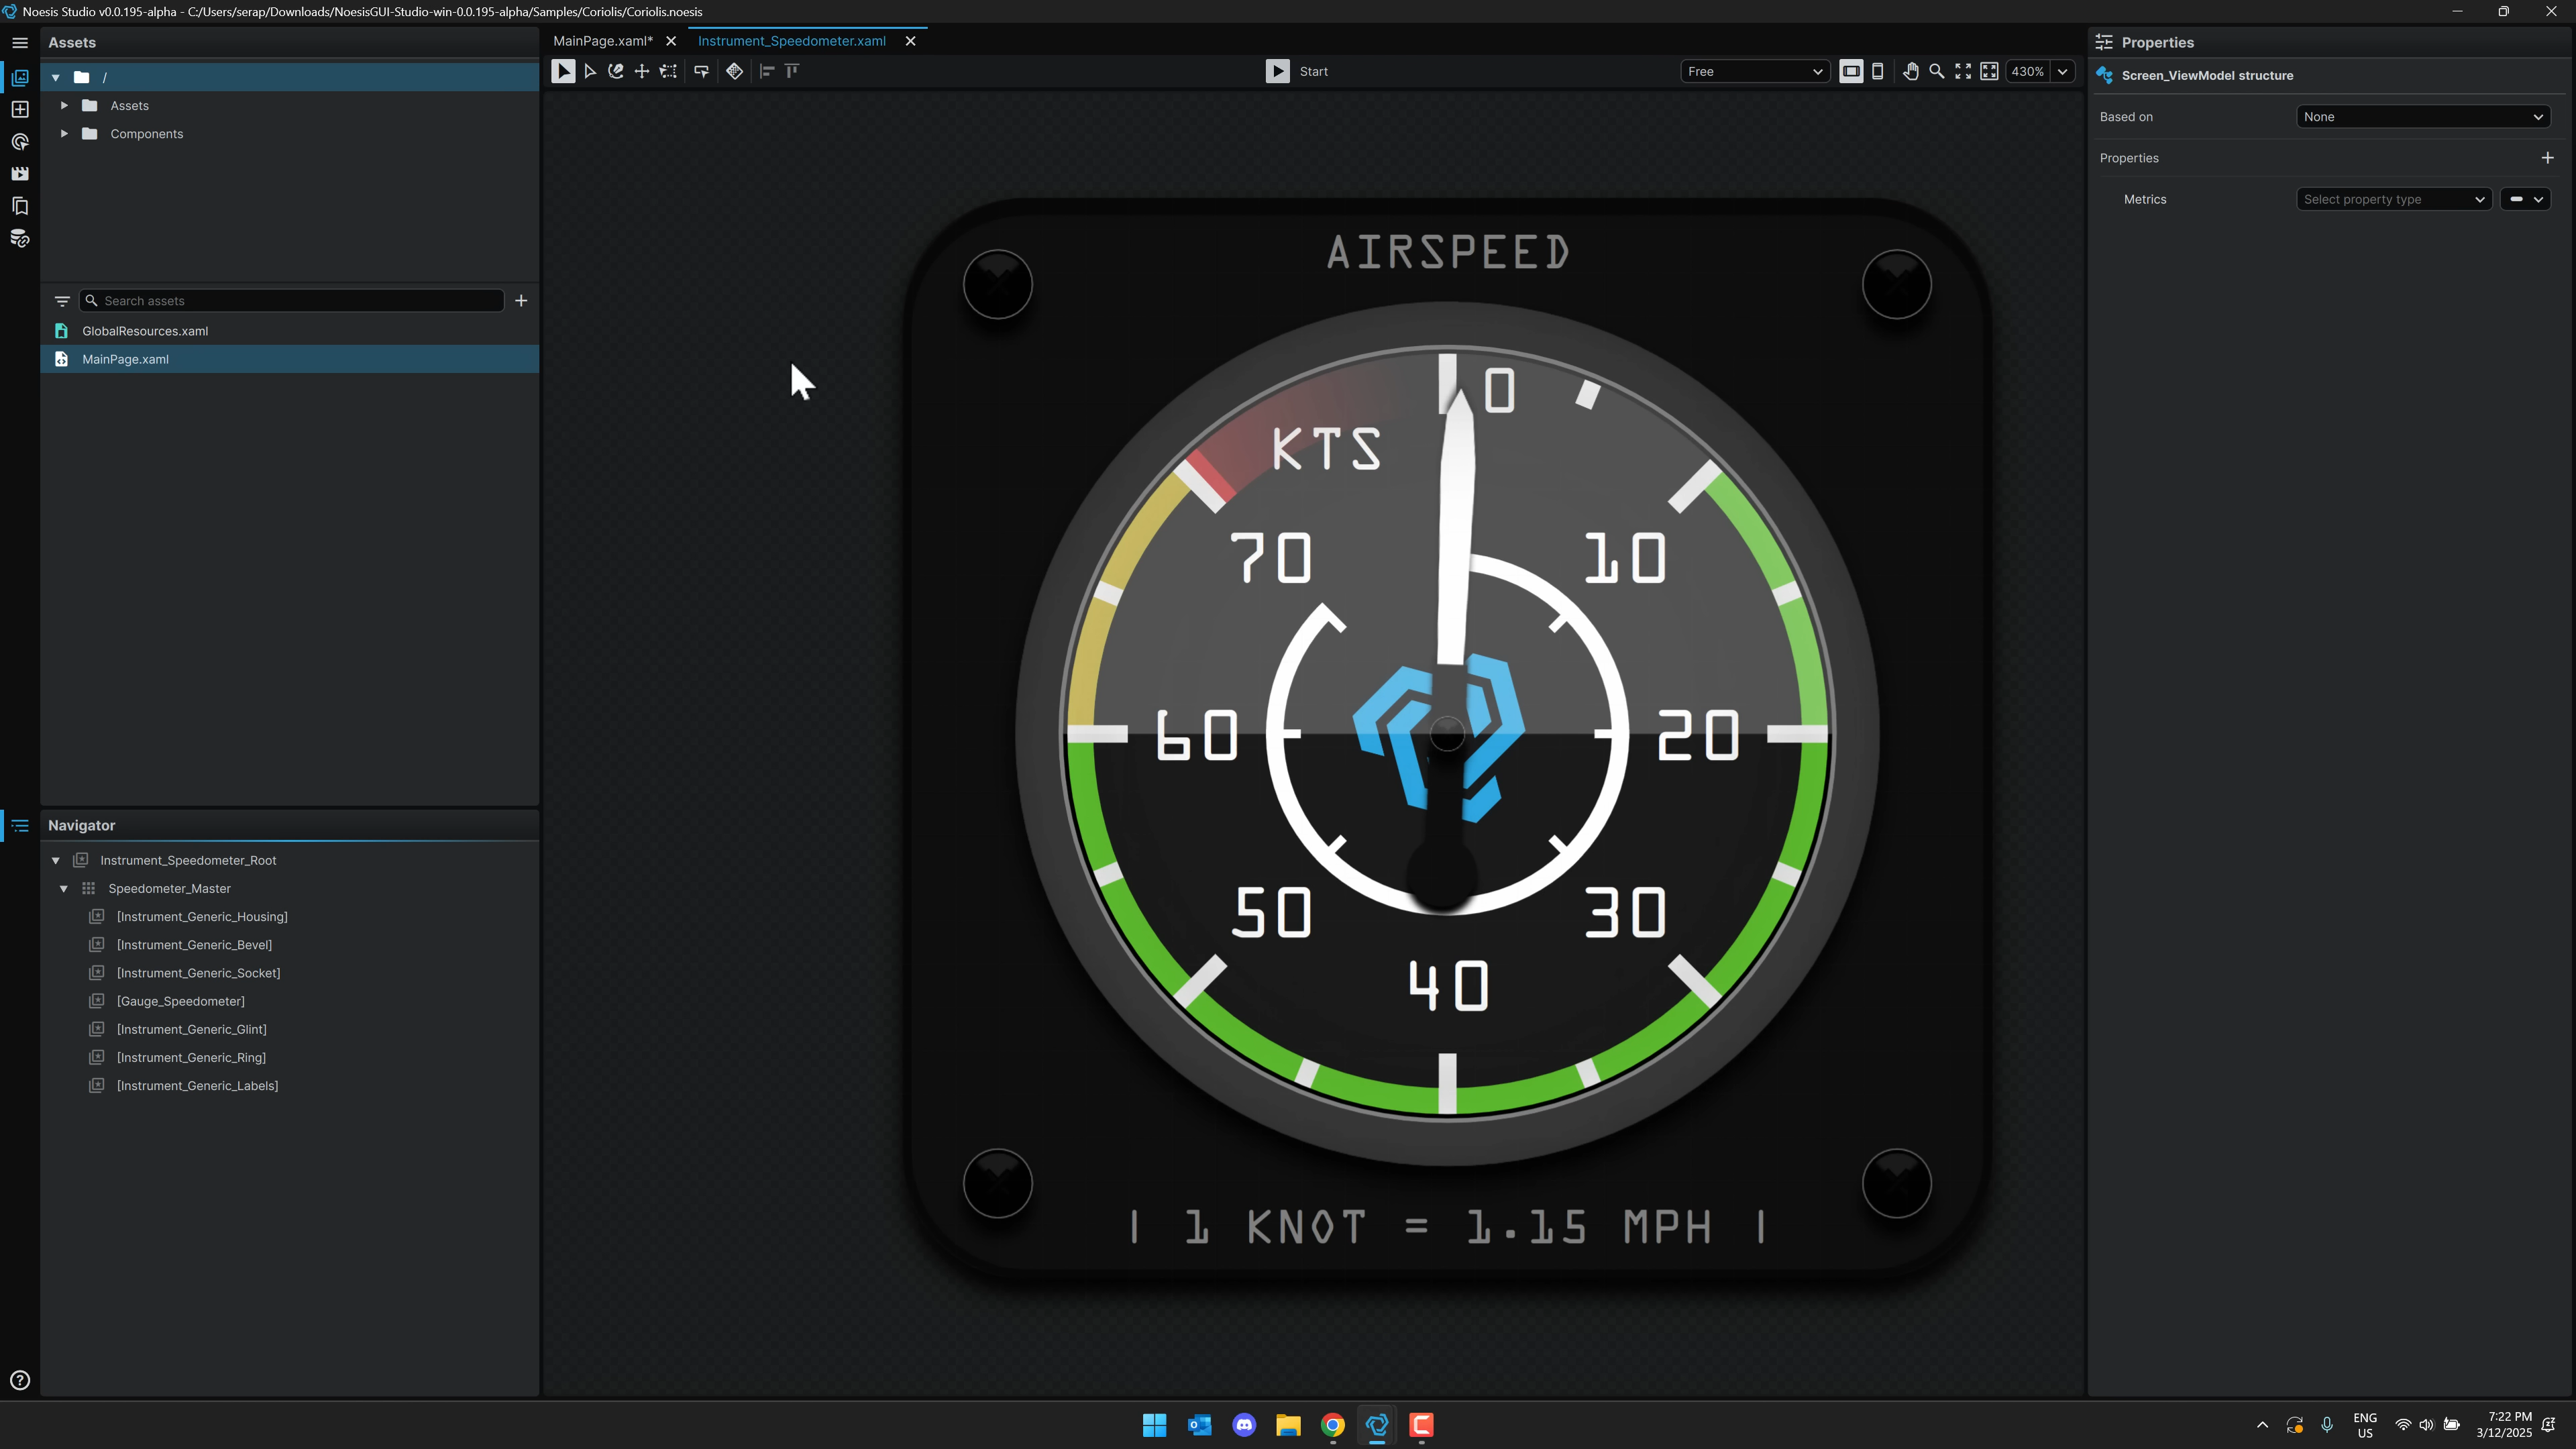 Noesis Studio v0.0.195-alpha - C:/Users/serap/Downloads/NoesisGUI-Studio-win-0.0.195-alpha/Samples/Coriolis/Coriolis.noesis
Assets
/
Assets
Components
Search assets
GlobalResources.xaml
MainPage.xaml
Navigator
Instrument_Speedometer_Root
Speedometer_Master
[Instrument_Generic_Housing]
[Instrument_Generic_Bevel]
[Instrument_Generic_Socket]
[Gauge_Speedometer]
[Instrument_Generic_Glint]
[Instrument_Generic_Ring]
[Instrument_Generic_Labels]
MainPage.xaml*
Instrument_Speedometer.xaml
Start
Free
430%
AIRSPEED
0
KTS
70
10
60
20
50
30
40
| 1 KNOT = 1.15 MPH |
Properties
Screen_ViewModel structure
Based on
None
Properties
Metrics
Select property type
ENG
US
7:22 PM
3/12/2025